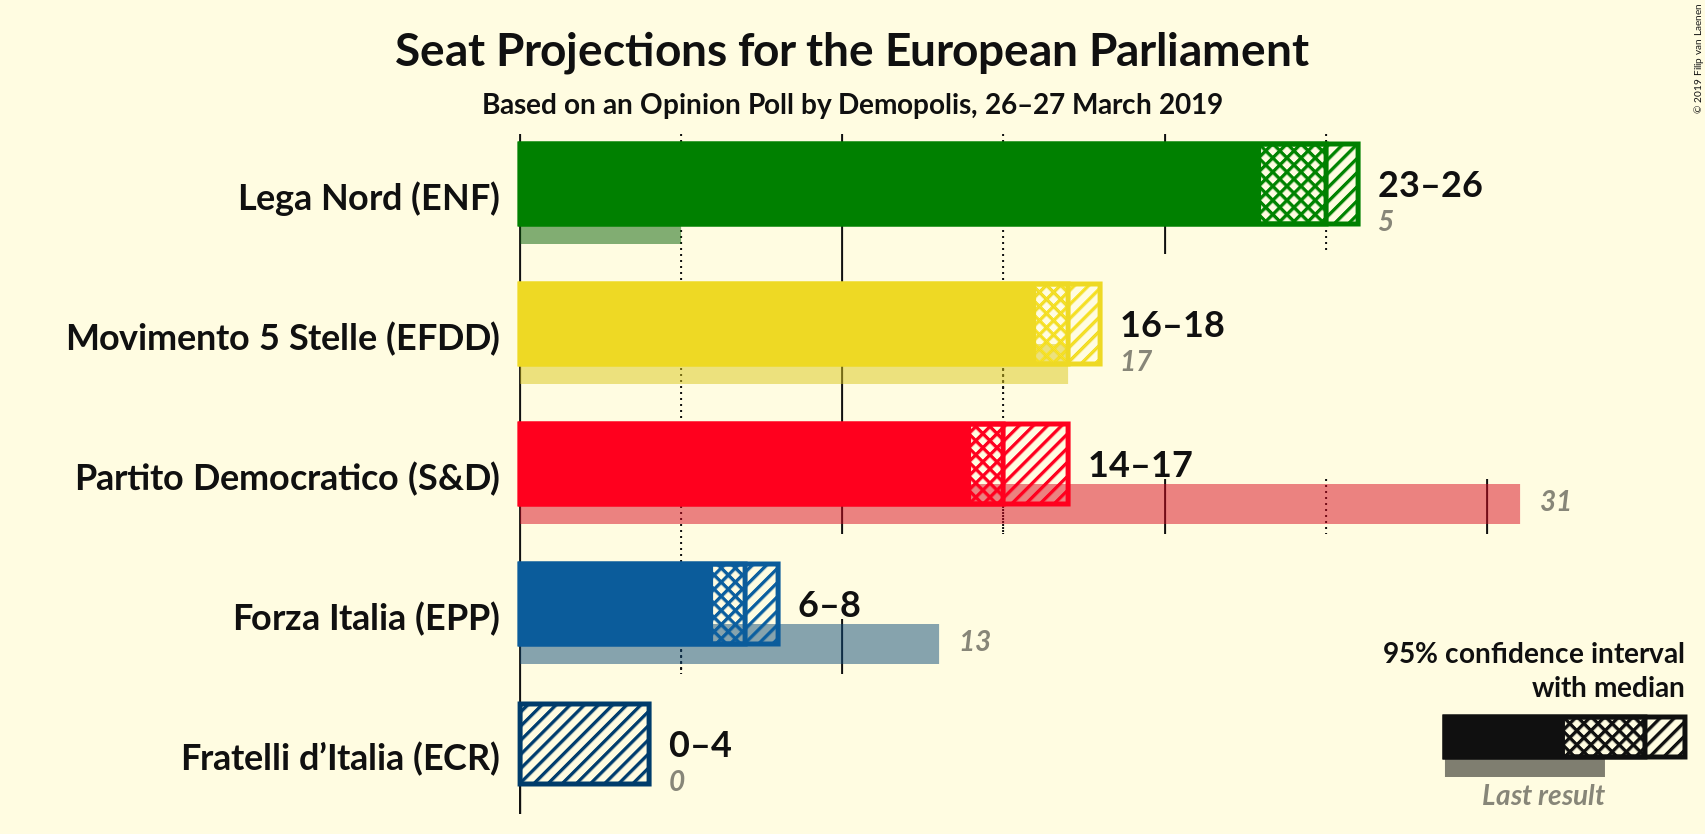 Seat Projections for the European Parliament
Based on an Opinion Poll by Demopolis, 26–27 March 2019
© 2019 Filip van Laenen
Lega Nord (ENF)
23–26
5
Movimento 5 Stelle (EFDD)
16–18
17
Partito Democratico (S&D)
14–17
31
Forza Italia (EPP)
6–8
13
Fratelli d’Italia (ECR)
0–4
0
95% confidence interval
with median
Last result